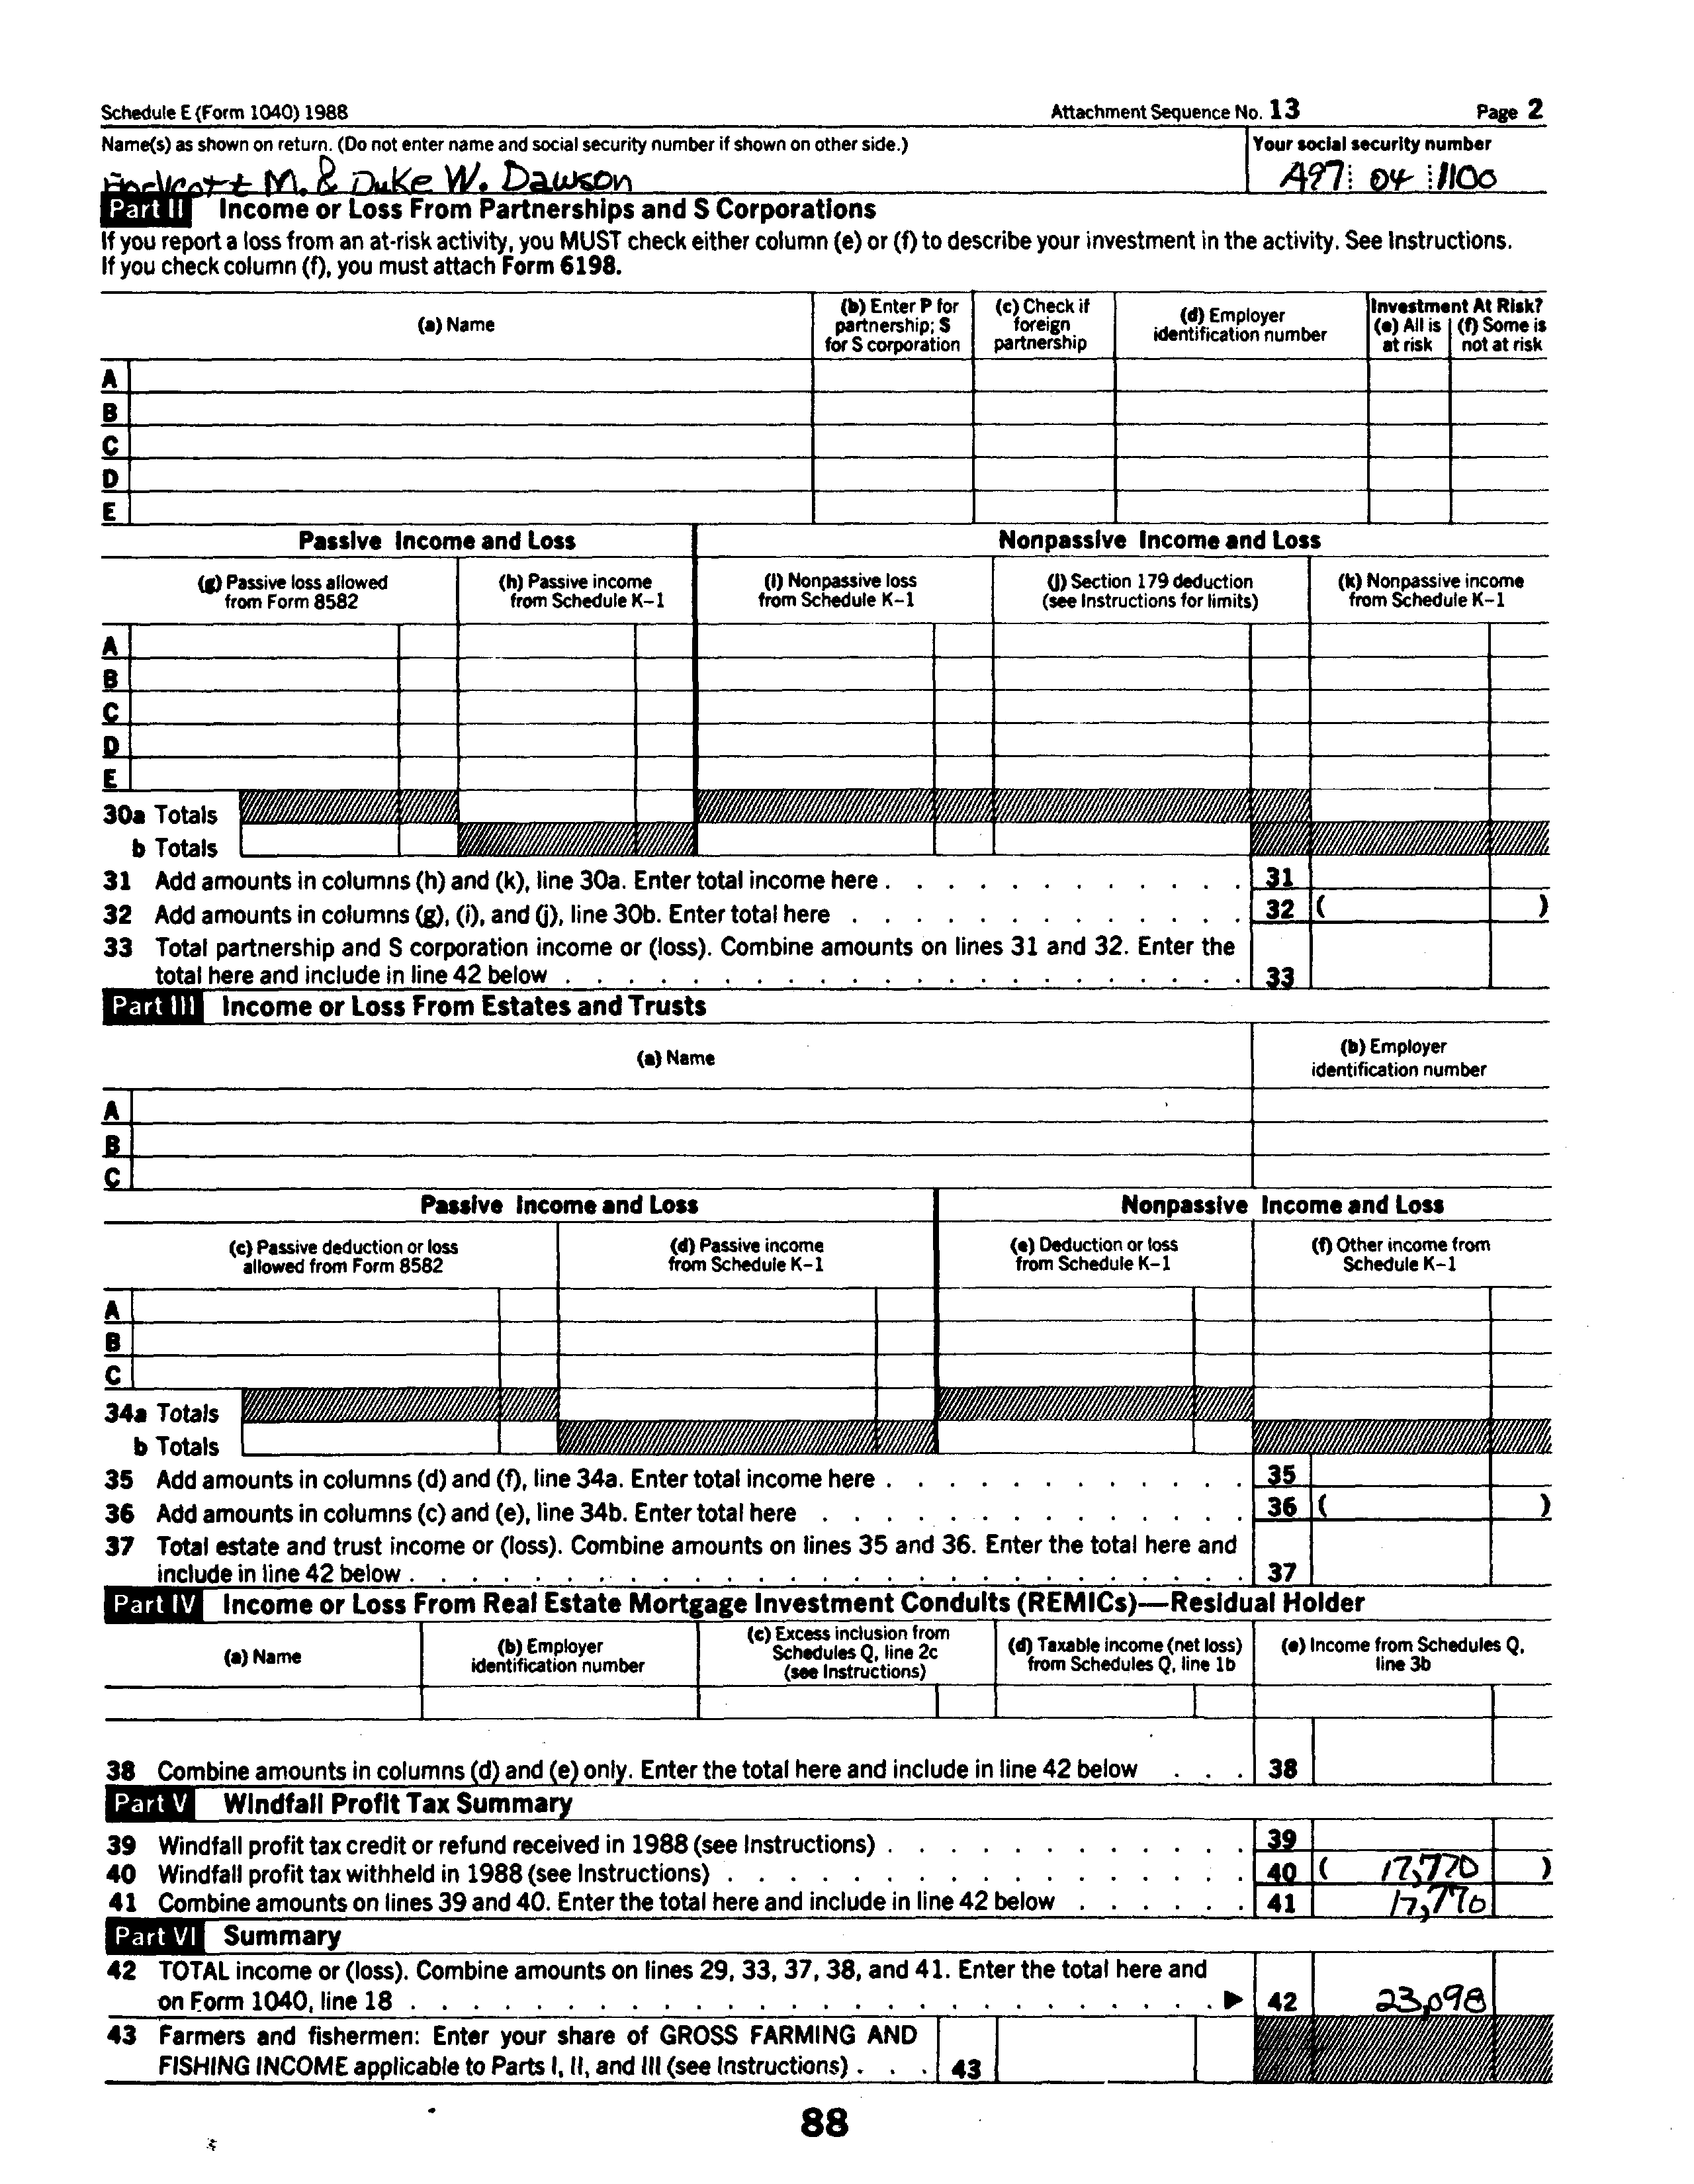 Schedule E (Form 1040) 1988 Attachment Sequence No. 13 Page 2
Name(s) as shown on return. (Do not enter name and social security number if shown on other side.) Your social security number
M. & Duke W. Dawson A97 04 1100
Part II Income or Loss From Partnerships and S Corporations
If you report a loss from an at-risk activity, you MUST check either column (e) or (f) to describe your investment in the activity. See Instructions.
If you check column (f), you must attach Form 6198.
(a) Name
(b) Enter P for partnership; S for S corporation
(c) Check if foreign partnership
(d) Employer identification number
Investment At Risk?
(e) All is at risk
(f) Some is not at risk
A
B
C
D
E
Passive Income and Loss Nonpassive Income and Loss
(g) Passive loss allowed from Form 8582
(h) Passive income from Schedule K-1
(i) Nonpassive loss from Schedule K-1
(j) Section 179 deduction (see Instructions for limits)
(k) Nonpassive income from Schedule K-1
A
B
C
D
E
30a Totals
b Totals
31 Add amounts in columns (h) and (k), line 30a. Enter total income here . . . . . . . . . . . . 31
32 Add amounts in columns (g), (i), and (j), line 30b. Enter total here . . . . . . . . . . . . . 32 ( )
33 Total partnership and S corporation income or (loss). Combine amounts on lines 31 and 32. Enter the
total here and include in line 42 below . . . . . . . . . . . . . . . . . . . . . . 33
Part III Income or Loss From Estates and Trusts
(a) Name
(b) Employer identification number
A
B
C
Passive Income and Loss Nonpassive Income and Loss
(c) Passive deduction or loss allowed from Form 8582
(d) Passive income from Schedule K-1
(e) Deduction or loss from Schedule K-1
(f) Other income from Schedule K-1
A
B
C
34a Totals
b Totals
35 Add amounts in columns (d) and (f), line 34a. Enter total income here . . . . . . . . . . . . 35
36 Add amounts in columns (c) and (e), line 34b. Enter total here . . . . . . . . . . . . . . 36 ( )
37 Total estate and trust income or (loss). Combine amounts on lines 35 and 36. Enter the total here and
include in line 42 below . . . . . . . . . . . . . . . . . . . . . . . . . . . 37
Part IV Income or Loss From Real Estate Mortgage Investment Conduits (REMICs)—Residual Holder
(a) Name
(b) Employer identification number
(c) Excess inclusion from Schedules Q, line 2c (see Instructions)
(d) Taxable income (net loss) from Schedules Q, line 1b
(e) Income from Schedules Q, line 3b
38 Combine amounts in columns (d) and (e) only. Enter the total here and include in line 42 below . . . 38
Part V Windfall Profit Tax Summary
39 Windfall profit tax credit or refund received in 1988 (see Instructions) . . . . . . . . . . . . 39
40 Windfall profit tax withheld in 1988 (see Instructions) . . . . . . . . . . . . . . . . . 40 ( 17,770 )
41 Combine amounts on lines 39 and 40. Enter the total here and include in line 42 below . . . . . . 41 17,770
Part VI Summary
42 TOTAL income or (loss). Combine amounts on lines 29, 33, 37, 38, and 41. Enter the total here and
on Form 1040, line 18 . . . . . . . . . . . . . . . . . . . . . . . . . . ▶ 42 23,098
43 Farmers and fishermen: Enter your share of GROSS FARMING AND
FISHING INCOME applicable to Parts I, II, and III (see Instructions) . . . 43
88